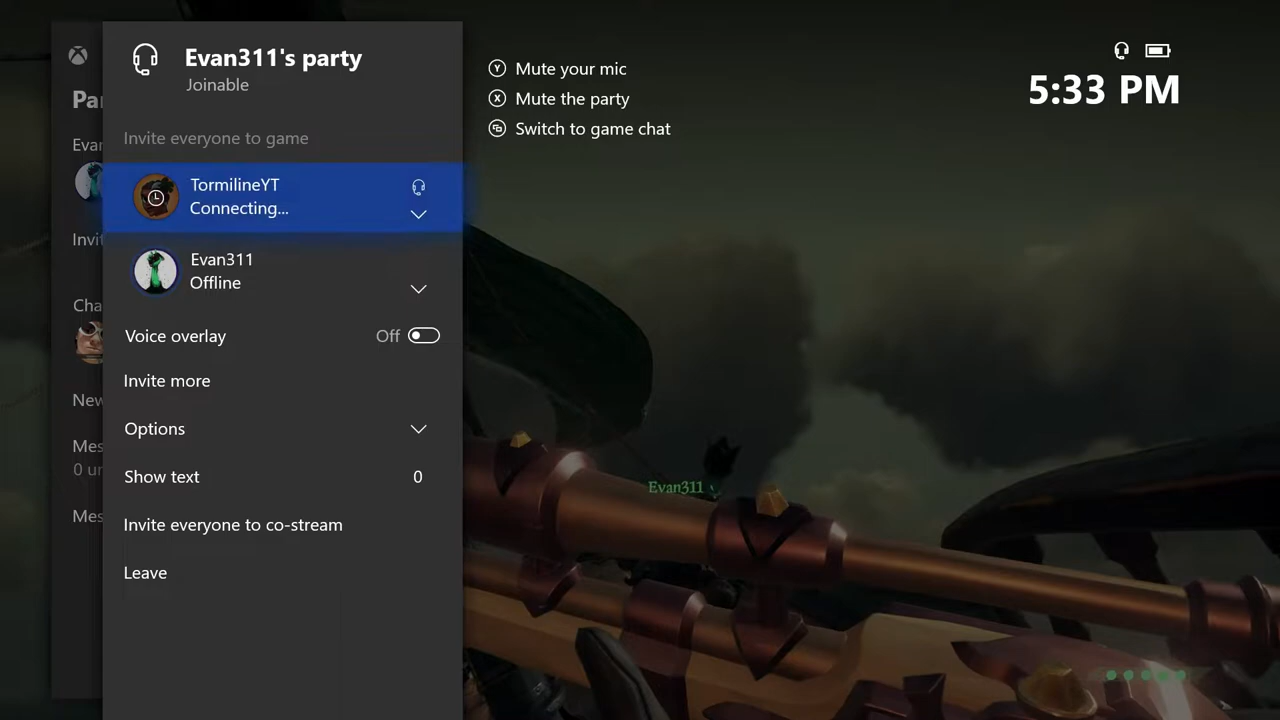 Evan311's party
Joinable
Invite everyone to game
TormilineYT
Connecting...
Evan311
Offline
Voice overlay Off
Invite more
Options
Show text 0
Invite everyone to co-stream
Leave
Y Mute your mic
X Mute the party
Switch to game chat
5:33 PM
Evan311